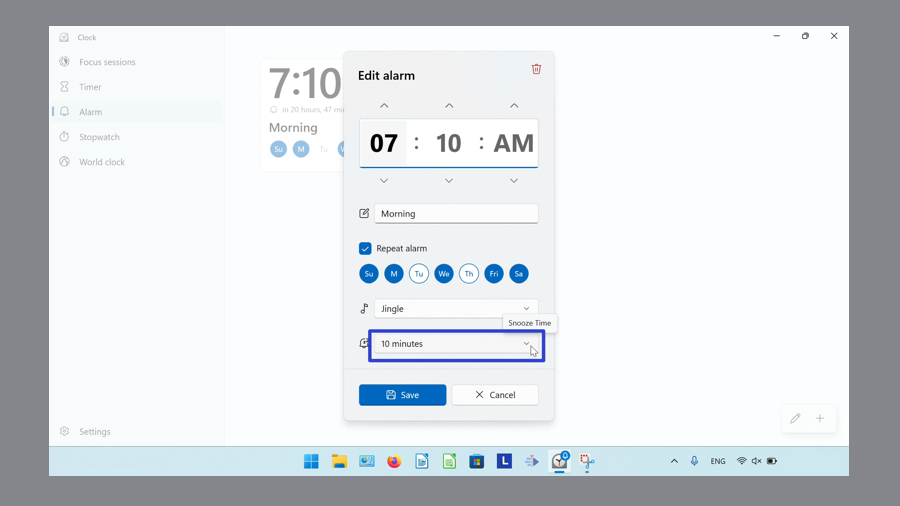 Clock
Focus sessions
Timer
Alarm
Stopwatch
World clock
Settings
7:10
in 20 hours, 47
Morning
Su M Tu
Edit alarm
07 : 10 : AM
Morning
Repeat alarm
Su M Tu We Th Fri Sa
Jingle
Snooze Time
10 minutes
Save Cancel
L
ENG